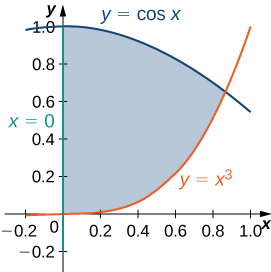 y
y = cos x
1.0
0.8
x = 0
0.6
0.4
y = x³
0.2
−0.2 0 0.2 0.4 0.6 0.8 1.0 x
−0.2